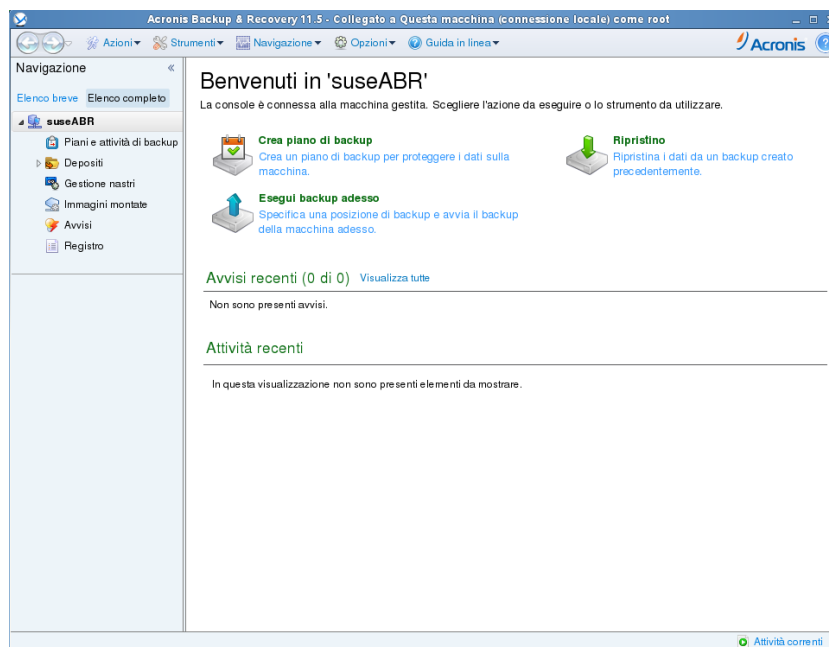 Acronis Backup & Recovery 11.5 - Collegato a Questa macchina (connessione locale) come root
Azioni Strumenti Navigazione Opzioni Guida in linea Acronis ?
Navigazione «
Elenco breve Elenco completo
suseABR
Piani e attività di backup
Depositi
Gestione nastri
Immagini montate
Avvisi
Registro
Benvenuti in 'suseABR'
La console è connessa alla macchina gestita. Scegliere l'azione da eseguire o lo strumento da utilizzare.
Crea piano di backup
Crea un piano di backup per proteggere i dati sulla
macchina.
Ripristino
Ripristina i dati da un backup creato
precedentemente.
Esegui backup adesso
Specifica una posizione di backup e avvia il backup
della macchina adesso.
Avvisi recenti (0 di 0) Visualizza tutte
Non sono presenti avvisi.
Attività recenti
In questa visualizzazione non sono presenti elementi da mostrare.
Attività correnti